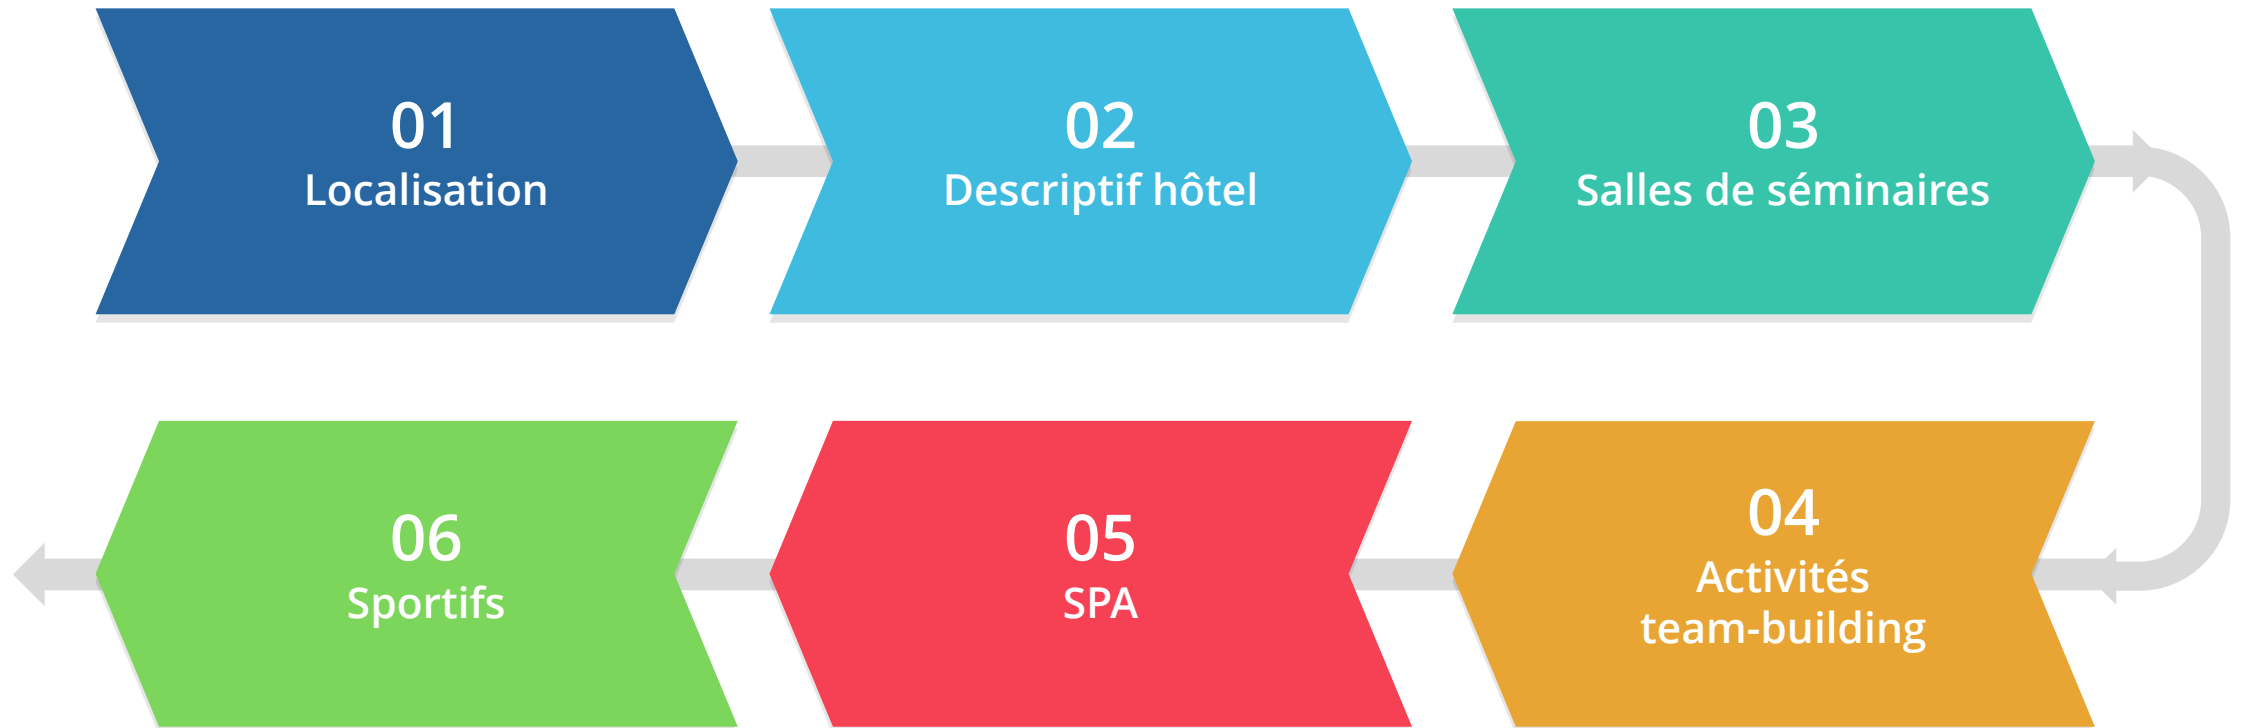 01
Localisation
02
Descriptif hôtel
03
Salles de séminaires
04
Activités
team-building
05
SPA
06
Sportifs